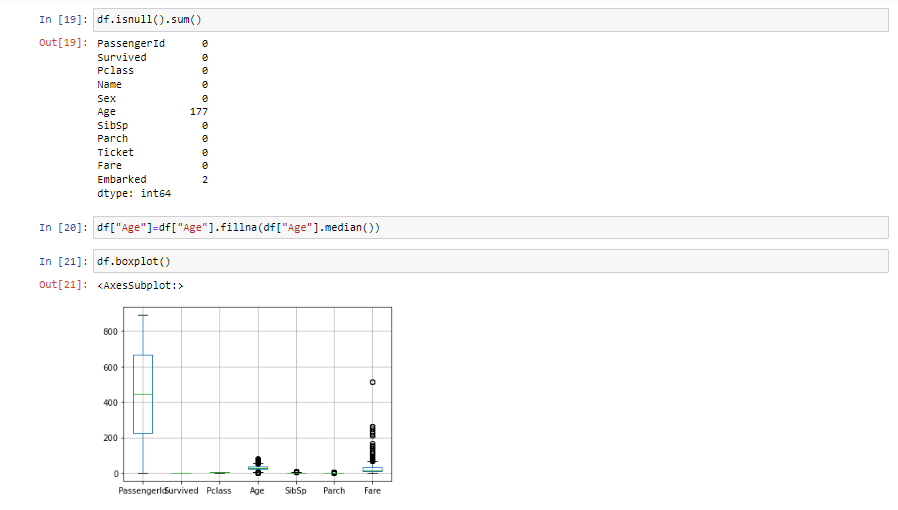 In [19]: df.isnull().sum()
Out[19]: PassengerId 0
Survived 0
Pclass 0
Name 0
Sex 0
Age 177
SibSp 0
Parch 0
Ticket 0
Fare 0
Embarked 2
dtype: int64
In [20]: df["Age"]=df["Age"].fillna(df["Age"].median())
In [21]: df.boxplot()
Out[21]: <AxesSubplot:>
800
600
400
200
0
PassengerId Survived Pclass Age SibSp Parch Fare